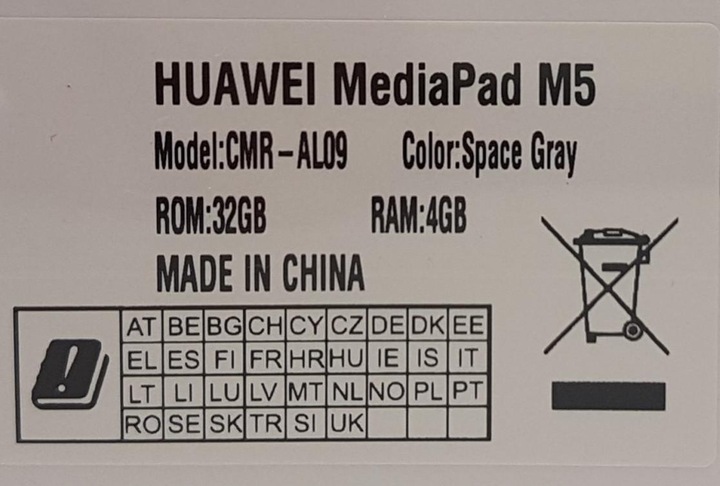 HUAWEI MediaPad M5
Model:CMR-AL09 Color:Space Gray
ROM:32GB RAM:4GB
MADE IN CHINA
AT BE BG CH CY CZ DE DK EE
EL ES FI FR HR HU IE IS IT
LT LI LU LV MT NL NO PL PT
RO SE SK TR SI UK